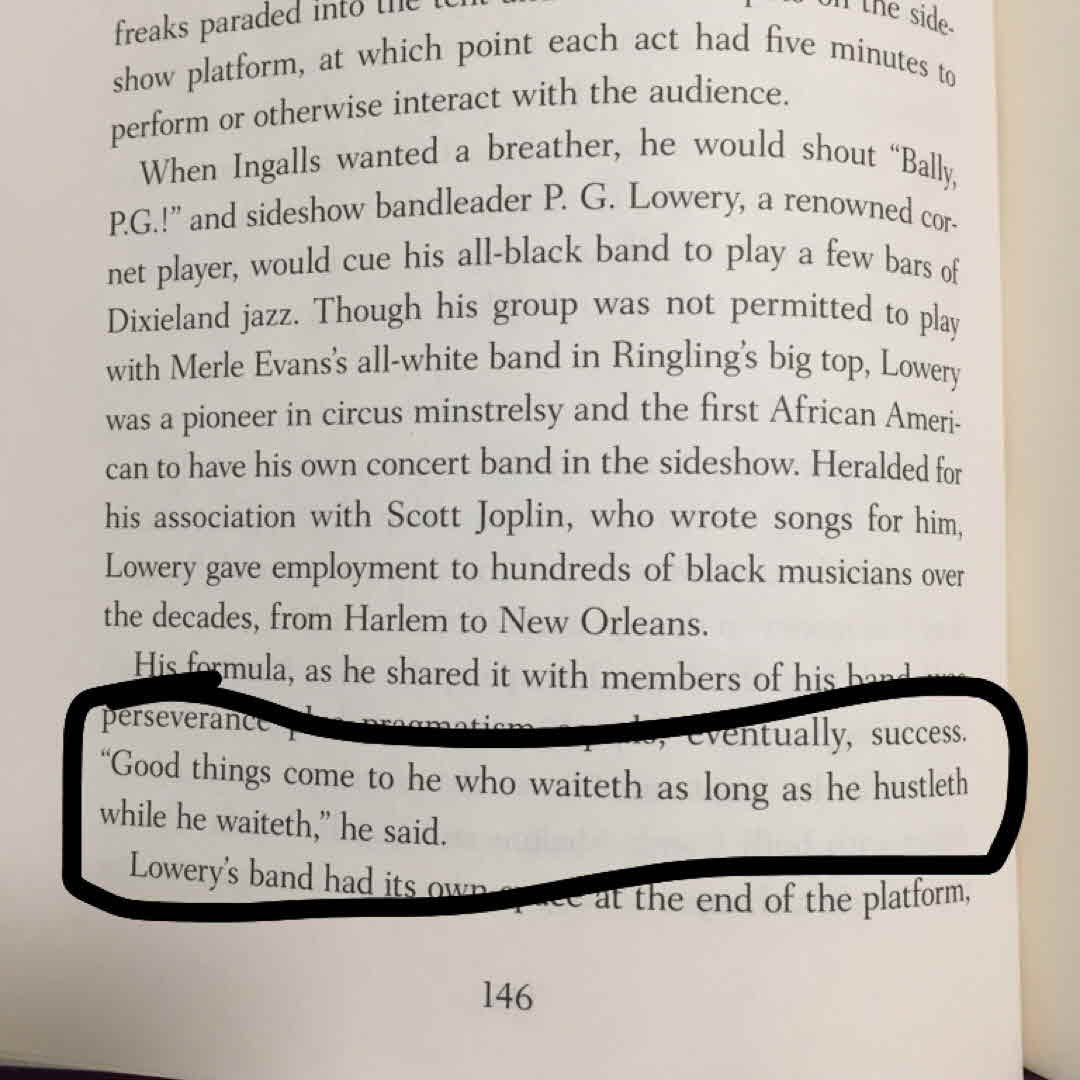 freaks paraded into the on the side-
show platform, at which point each act had five minutes to
perform or otherwise interact with the audience.
When Ingalls wanted a breather, he would shout “Bally,
P.G.!” and sideshow bandleader P. G. Lowery, a renowned cor-
net player, would cue his all-black band to play a few bars of
Dixieland jazz. Though his group was not permitted to play
with Merle Evans’s all-white band in Ringling’s big top, Lowery
was a pioneer in circus minstrelsy and the first African Ameri-
can to have his own concert band in the sideshow. Heralded for
his association with Scott Joplin, who wrote songs for him,
Lowery gave employment to hundreds of black musicians over
the decades, from Harlem to New Orleans.
His formula, as he shared it with members of his band was
perseverance plus pragmatism equals, eventually, success.
“Good things come to he who waiteth as long as he hustleth
while he waiteth,” he said.
Lowery’s band had its own space at the end of the platform,
146